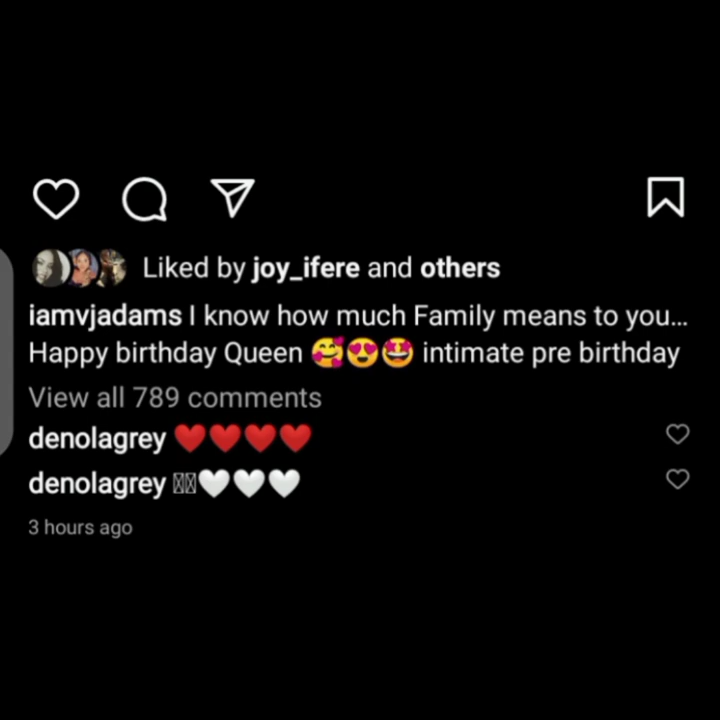 Liked by joy_ifere and others
iamvjadams I know how much Family means to you...
Happy birthday Queen 🥰😍🤩 intimate pre birthday
View all 789 comments
denolagrey ❤️❤️❤️❤️
denolagrey 🤍🤍🤍
3 hours ago